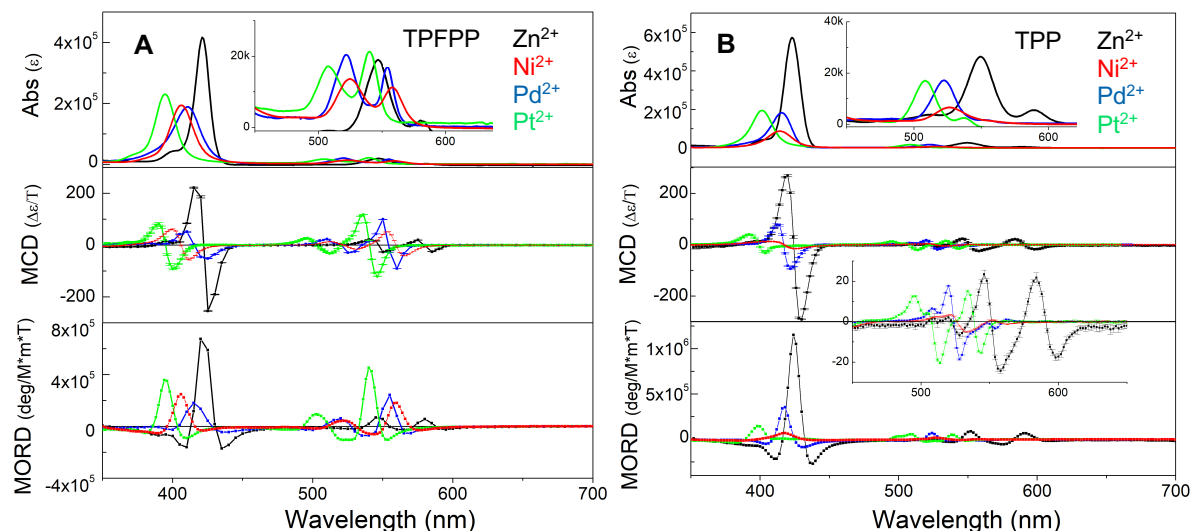 A
TPFPP
Zn2+
Ni2+
Pd2+
Pt2+
Abs (ε)
4x10^5
2x10^5
0
20k
0
500
600
MCD (Δε/T)
200
0
-200
MORD (deg/M*m*T)
8x10^5
4x10^5
0
-4x10^5
400
500
600
700
Wavelength (nm)
B
TPP
Zn2+
Ni2+
Pd2+
Pt2+
Abs (ε)
6x10^5
4x10^5
2x10^5
0
40k
20k
0
500
600
MCD (Δε/T)
200
0
-200
30
0
-20
500
600
MORD (deg/M*m*T)
1x10^6
5x10^5
0
400
500
600
700
Wavelength (nm)